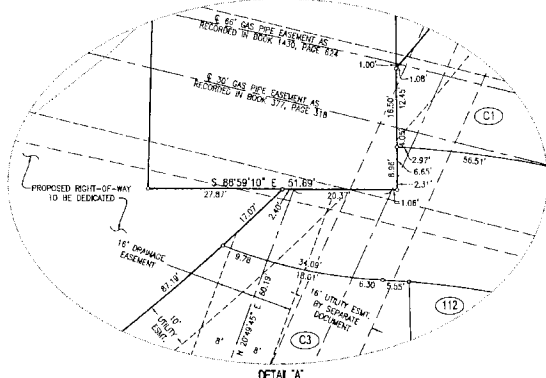 ℄ 66' GAS PIPE EASEMENT AS
RECORDED IN BOOK 1430, PAGE 624
℄ 30' GAS PIPE EASEMENT AS
RECORDED IN BOOK 377, PAGE 318
1.00'
1.08'
16.50'
12.45'
C1
4.05'
2.97'
56.51'
6.65'
8.98'
2.31'
S 88°59'10" E 51.69'
27.87'
20.37'
1.08'
PROPOSED RIGHT-OF-WAY
TO BE DEDICATED
17.07'
2.40'
16' DRAINAGE
EASEMENT
9.78
34.09'
18.01'
6.30
5.55'
87.19'
60.19'
N 20°49'45" E
16' UTILITY ESMT.
BY SEPARATE
DOCUMENT
112
10'
UTILITY
ESMT.
8'
8'
C3
DETAIL "A"